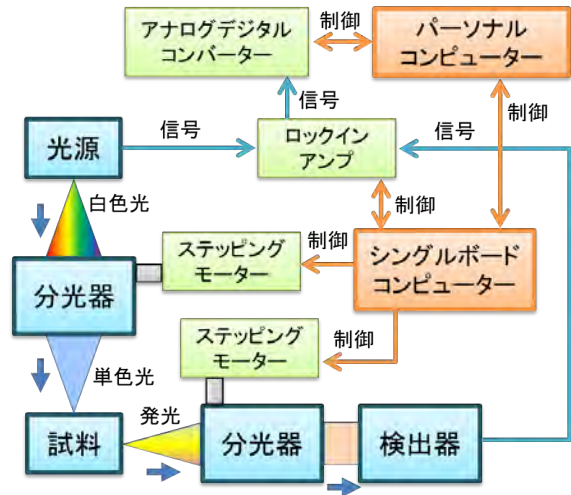 アナログデジタル
コンバーター
制御
パーソナル
コンピューター
信号
制御
光源
信号
ロックイン
アンプ
信号
白色光
制御
分光器
ステッピング
モーター
制御
シングルボード
コンピューター
ステッピング
モーター
制御
単色光
試料
発光
分光器
検出器